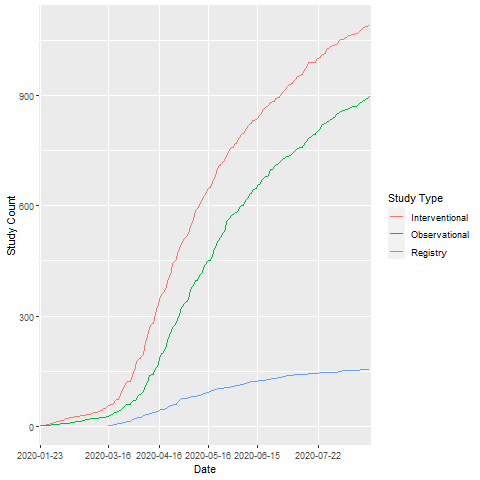 900
600
300
0
Study Count
2020-01-23 2020-03-16 2020-04-16 2020-05-16 2020-06-15 2020-07-22
Date
Study Type
Interventional
Observational
Registry